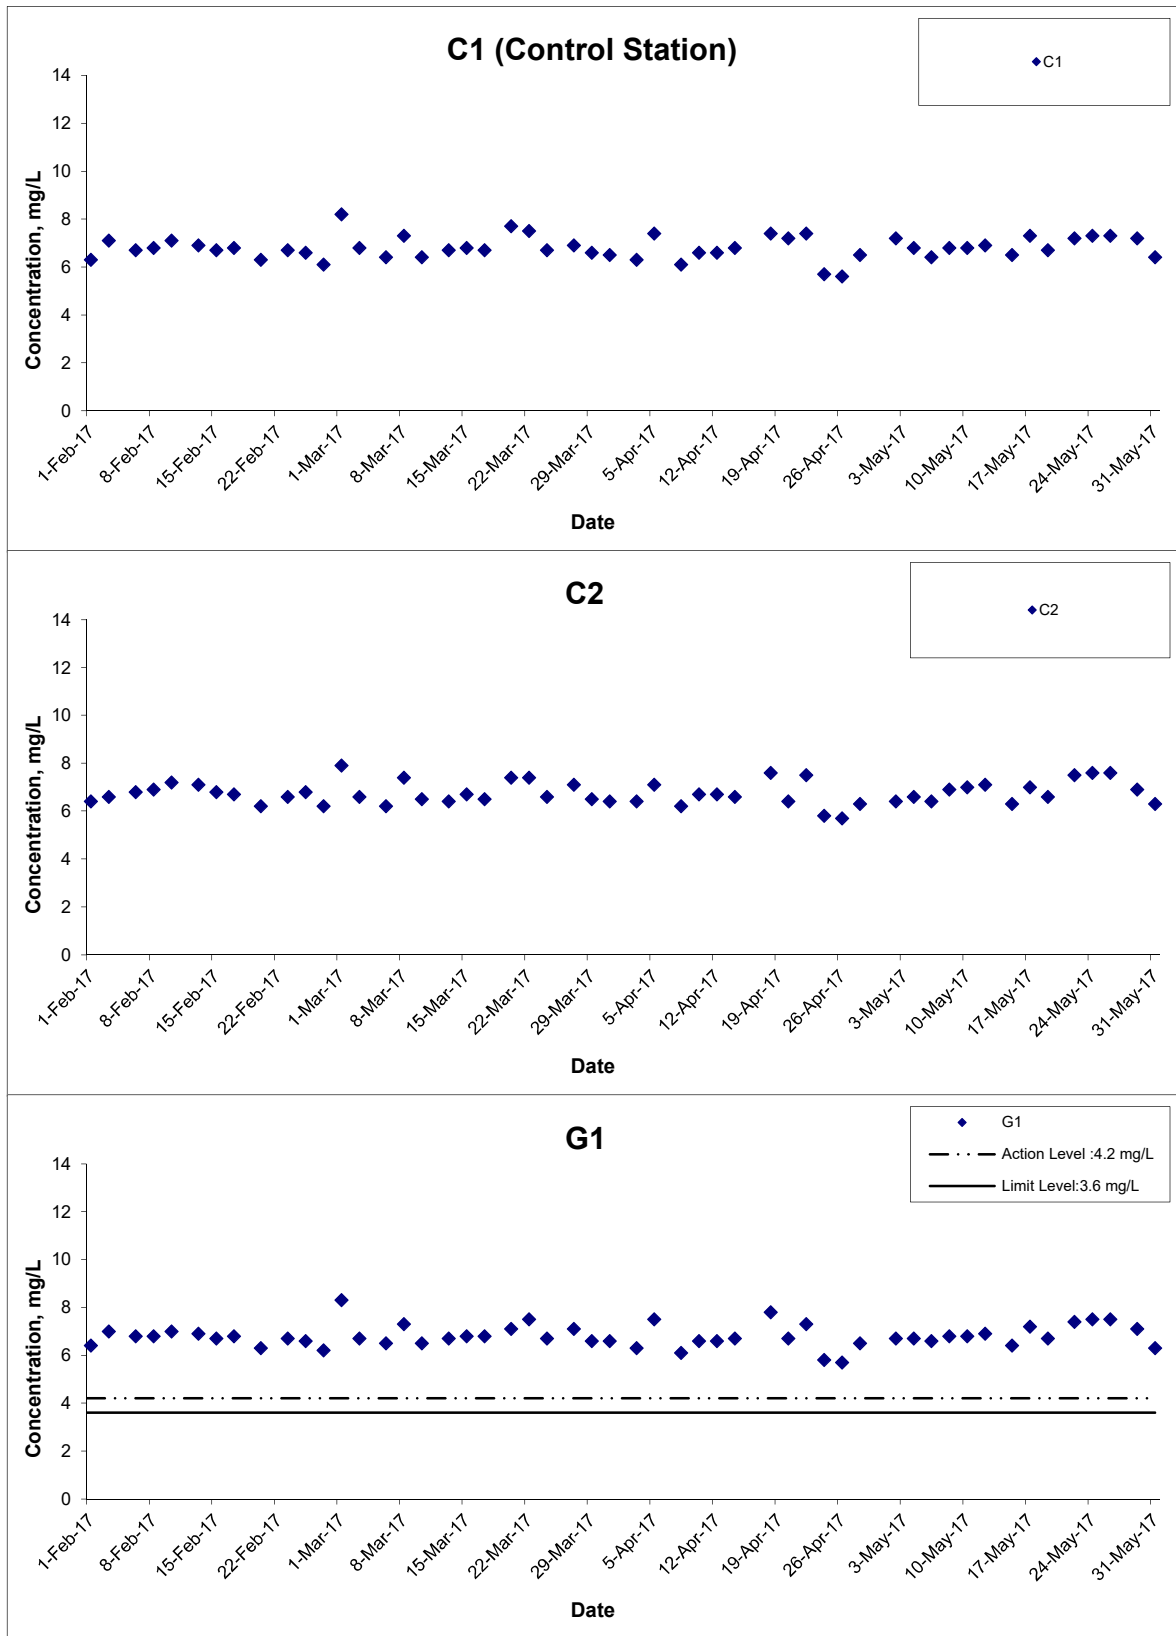 C1 (Control Station)
C1
Concentration, mg/L
14
12
10
8
6
4
2
0
1-Feb-17
8-Feb-17
15-Feb-17
22-Feb-17
1-Mar-17
8-Mar-17
15-Mar-17
22-Mar-17
29-Mar-17
5-Apr-17
12-Apr-17
19-Apr-17
26-Apr-17
3-May-17
10-May-17
17-May-17
24-May-17
31-May-17
Date
C2
C2
Concentration, mg/L
14
12
10
8
6
4
2
0
1-Feb-17
8-Feb-17
15-Feb-17
22-Feb-17
1-Mar-17
8-Mar-17
15-Mar-17
22-Mar-17
29-Mar-17
5-Apr-17
12-Apr-17
19-Apr-17
26-Apr-17
3-May-17
10-May-17
17-May-17
24-May-17
31-May-17
Date
G1
G1
Action Level :4.2 mg/L
Limit Level:3.6 mg/L
Concentration, mg/L
14
12
10
8
6
4
2
0
1-Feb-17
8-Feb-17
15-Feb-17
22-Feb-17
1-Mar-17
8-Mar-17
15-Mar-17
22-Mar-17
29-Mar-17
5-Apr-17
12-Apr-17
19-Apr-17
26-Apr-17
3-May-17
10-May-17
17-May-17
24-May-17
31-May-17
Date